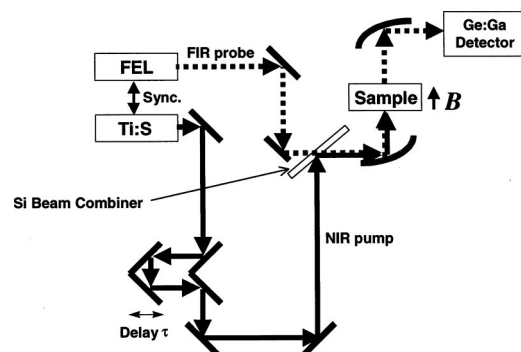 Ge:Ga
Detector
FIR probe
FEL
Sync.
Sample
B
Ti:S
Si Beam Combiner
NIR pump
Delay τ